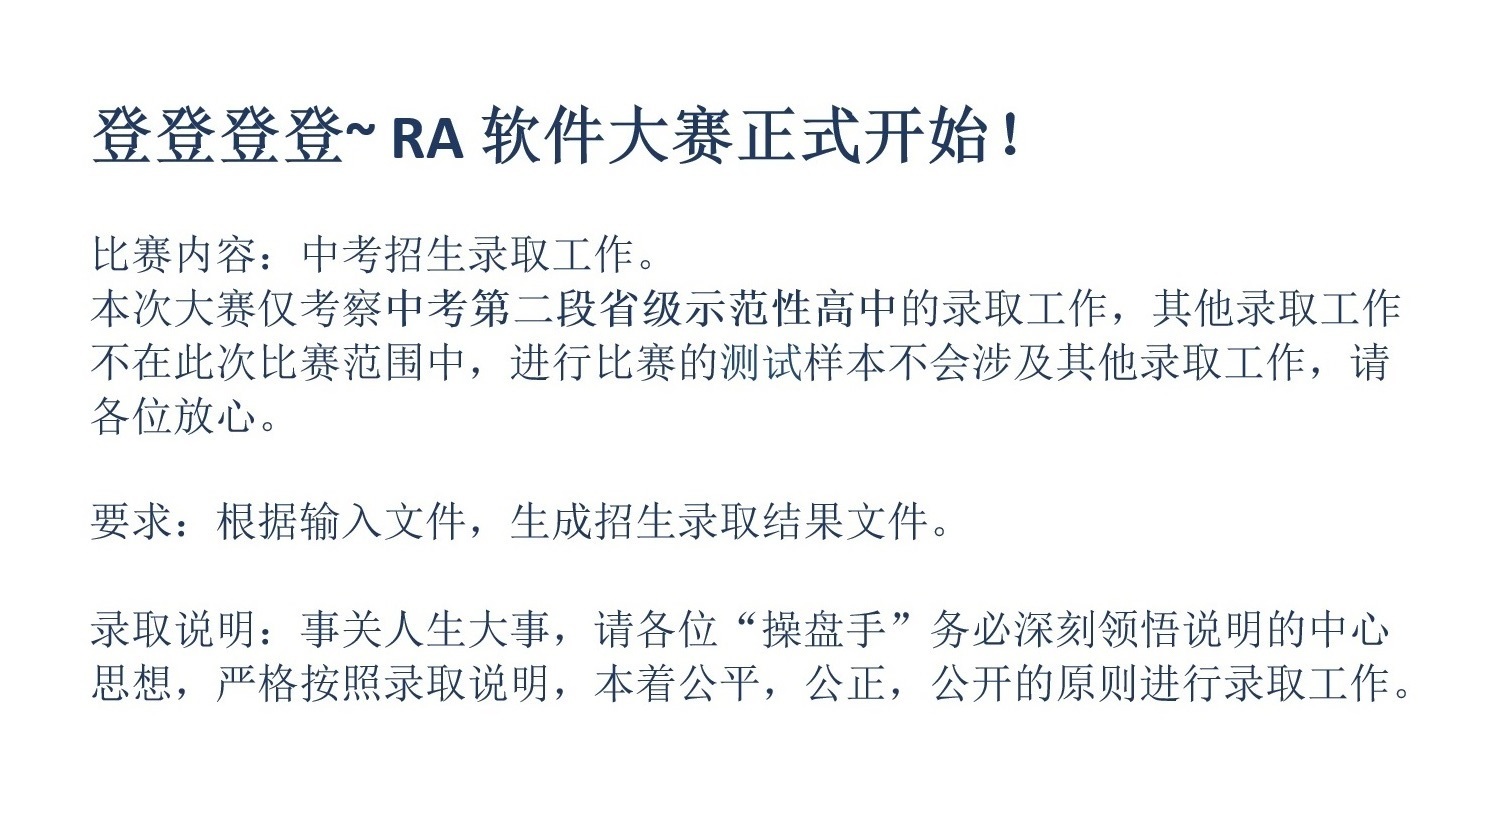 登登登登~ RA 软件大赛正式开始！
比赛内容：中考招生录取工作。
本次大赛仅考察中考第二段省级示范性高中的录取工作，其他录取工作
不在此次比赛范围中，进行比赛的测试样本不会涉及其他录取工作，请
各位放心。
要求：根据输入文件，生成招生录取结果文件。
录取说明：事关人生大事，请各位“操盘手”务必深刻领悟说明的中心
思想，严格按照录取说明，本着公平，公正，公开的原则进行录取工作。